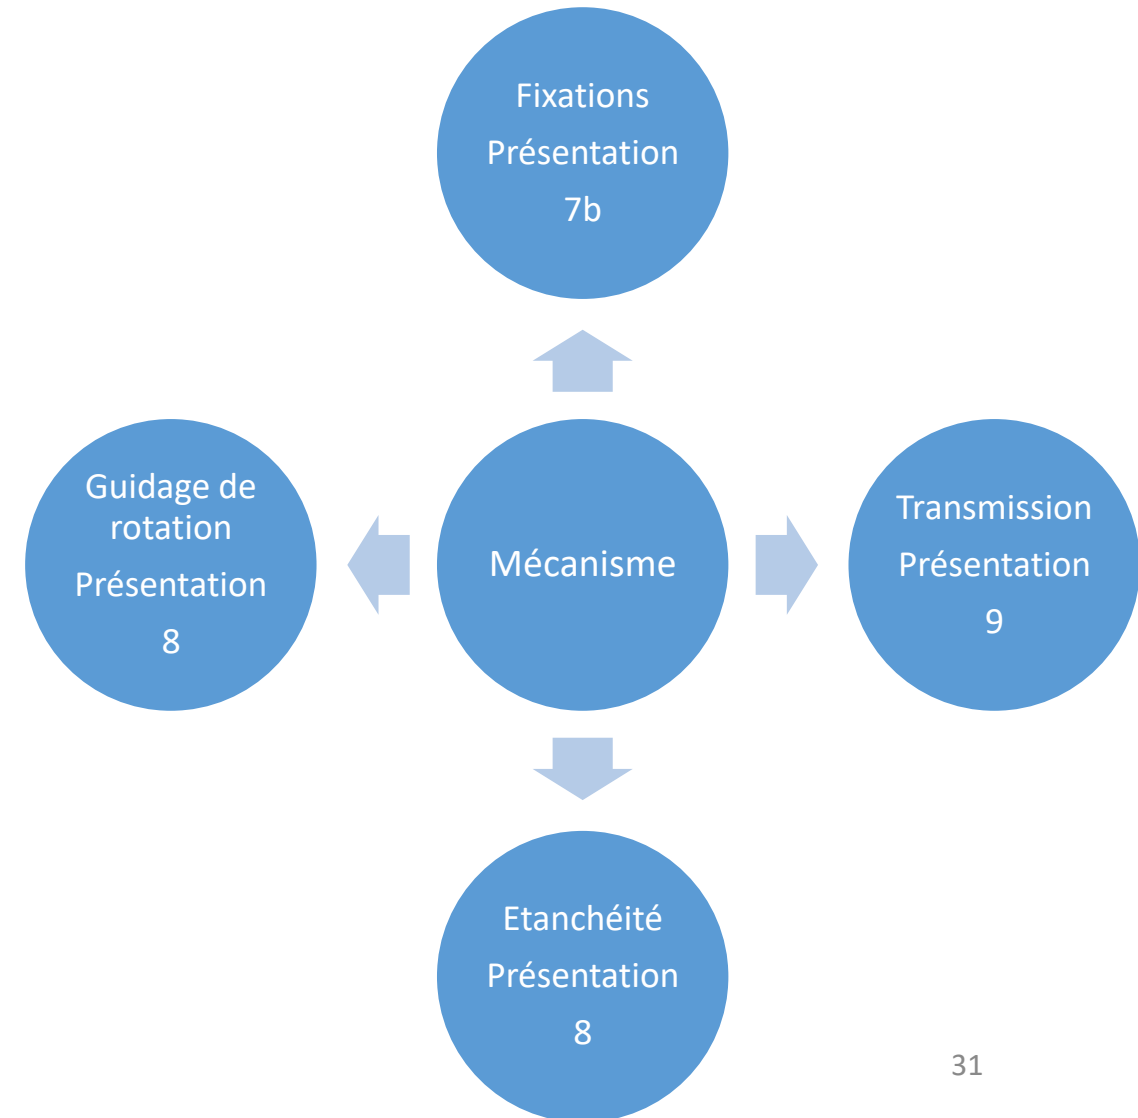 Fixations
Présentation
7b
Guidage de
rotation
Présentation
8
Mécanisme
Transmission
Présentation
9
Etanchéité
Présentation
8
31